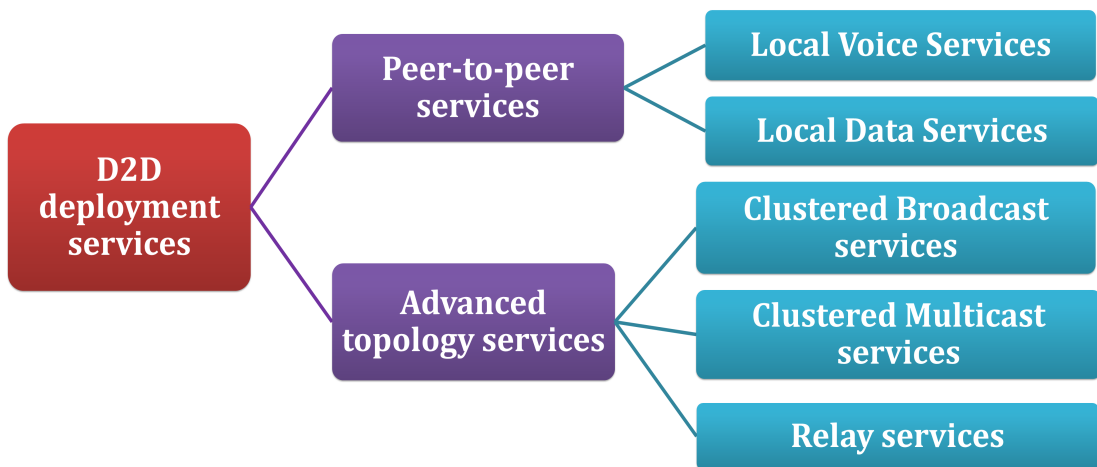 D2D
deployment
services
Peer-to-peer
services
Advanced
topology services
Local Voice Services
Local Data Services
Clustered Broadcast
services
Clustered Multicast
services
Relay services